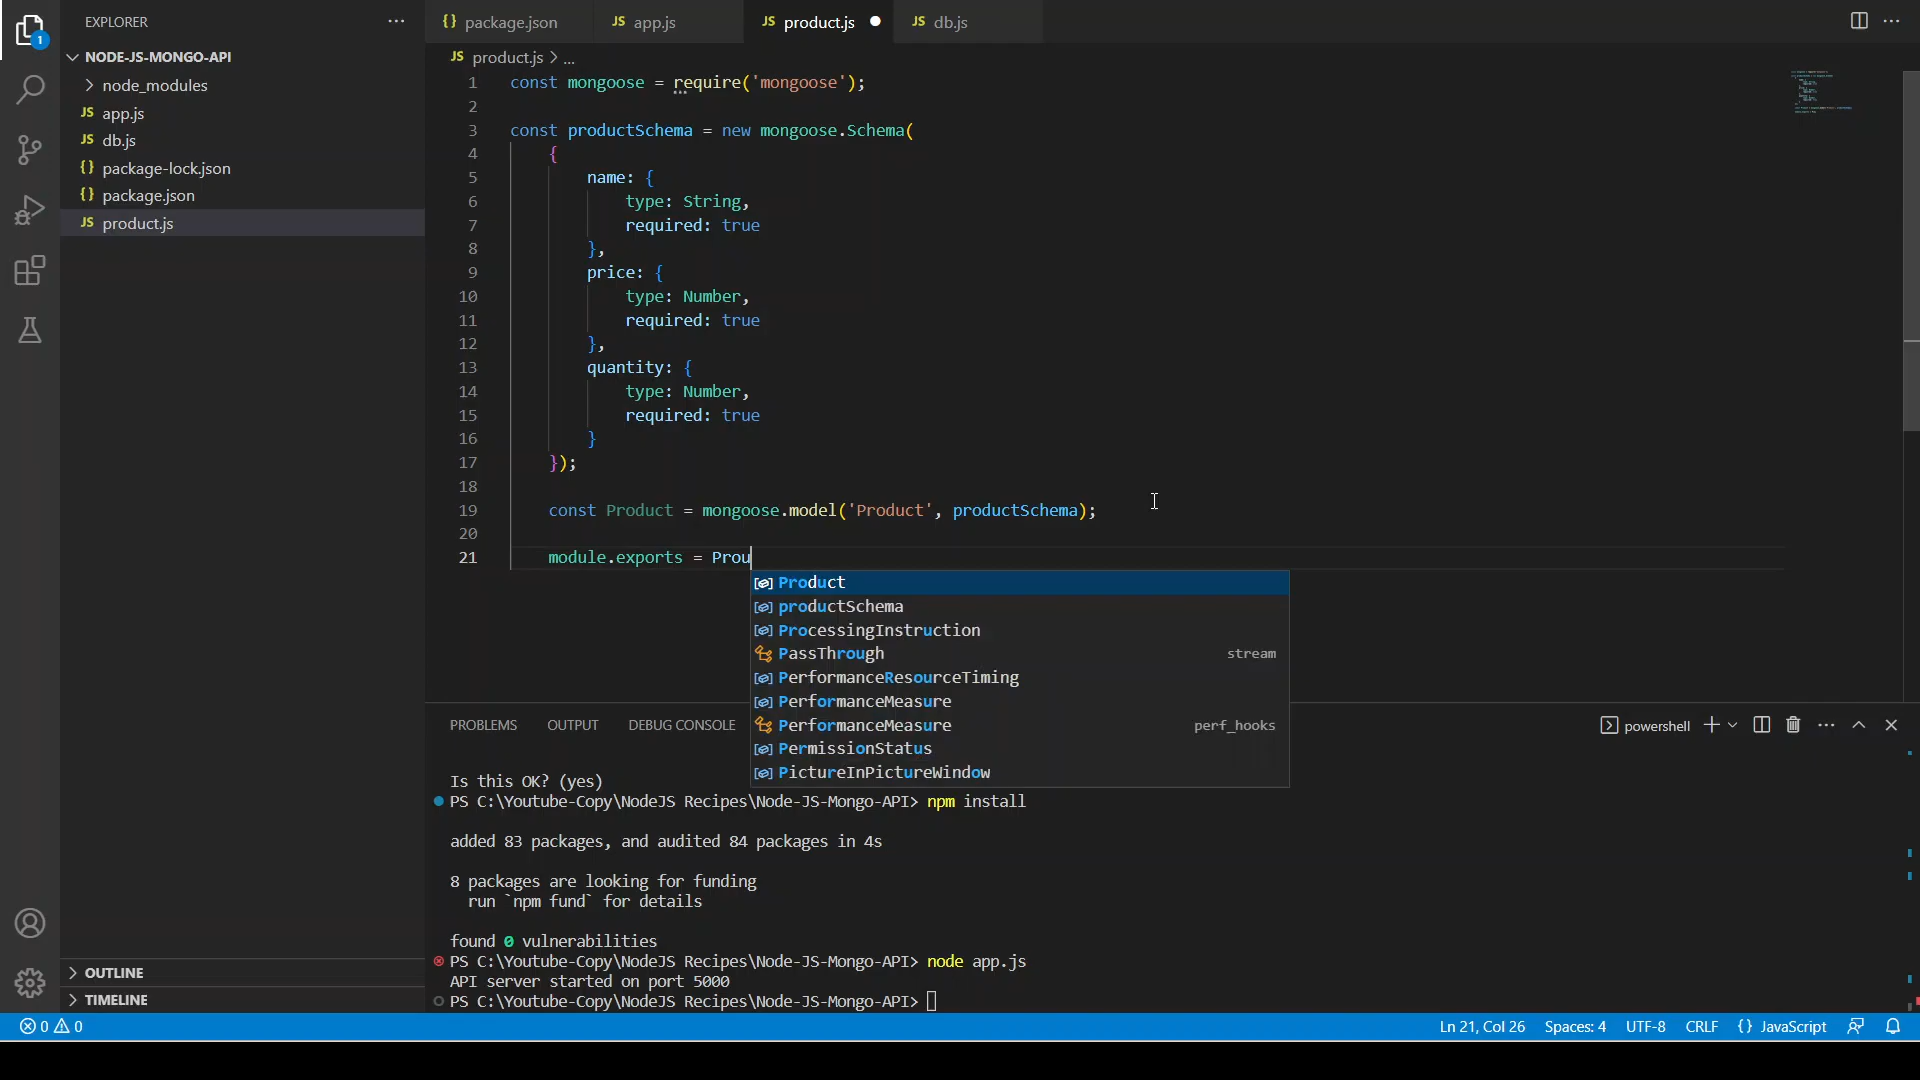 EXPLORER
package.json
JS app.js
JS product.js
JS db.js
NODE-JS-MONGO-API
node_modules
JS app.js
JS db.js
package-lock.json
package.json
JS product.js
1
JS product.js > ...
1 const mongoose = require('mongoose');
2
3 const productSchema = new mongoose.Schema(
4 {
5 name: {
6 type: String,
7 required: true
8 },
9 price: {
10 type: Number,
11 required: true
12 },
13 quantity: {
14 type: Number,
15 required: true
16 }
17 });
18
19 const Product = mongoose.model('Product', productSchema);
20
21 module.exports = Prou
Product
productSchema
ProcessingInstruction
PassThrough stream
PerformanceResourceTiming
PerformanceMeasure
PerformanceMeasure perf_hooks
PermissionStatus
PictureInPictureWindow
PROBLEMS OUTPUT DEBUG CONSOLE
powershell
Is this OK? (yes)
PS C:\Youtube-Copy\NodeJS Recipes\Node-JS-Mongo-API> npm install
added 83 packages, and audited 84 packages in 4s
8 packages are looking for funding
run `npm fund` for details
found 0 vulnerabilities
PS C:\Youtube-Copy\NodeJS Recipes\Node-JS-Mongo-API> node app.js
API server started on port 5000
PS C:\Youtube-Copy\NodeJS Recipes\Node-JS-Mongo-API>
OUTLINE
TIMELINE
0 0
Ln 21, Col 26 Spaces: 4 UTF-8 CRLF {} JavaScript